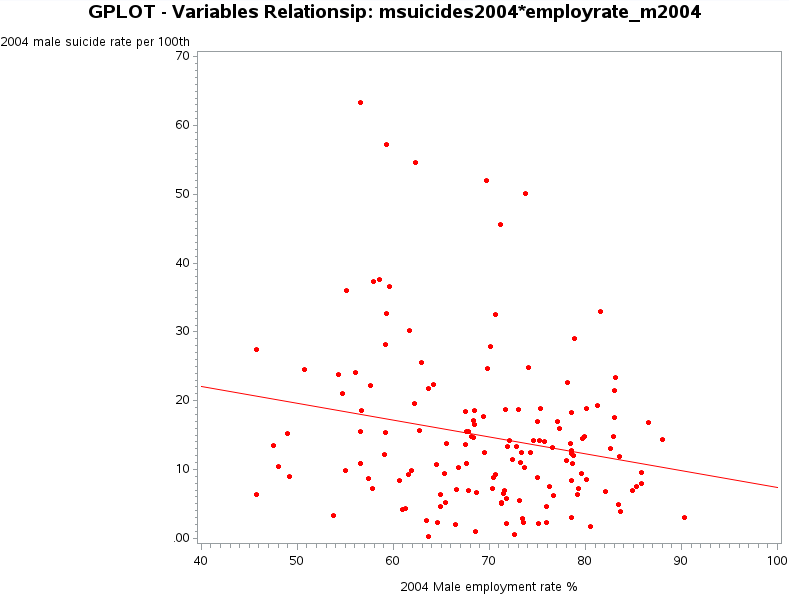 GPLOT - Variables Relationsip: msuicides2004*employrate_m2004
2004 male suicide rate per 100th
70
60
50
40
30
20
10
.00
40 50 60 70 80 90 100
2004 Male employment rate %